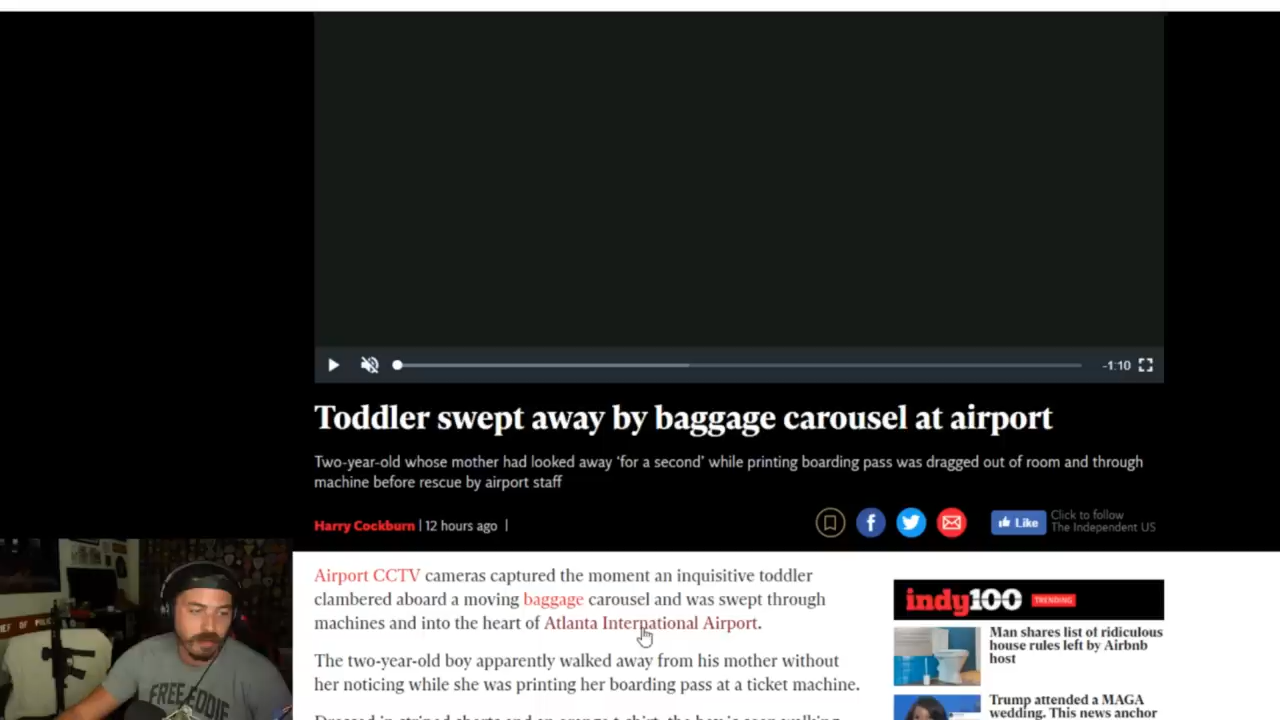 -1:10
Toddler swept away by baggage carousel at airport
Two-year-old whose mother had looked away ‘for a second’ while printing boarding pass was dragged out of room and through
machine before rescue by airport staff
Harry Cockburn | 12 hours ago |
Like
Click to follow
The Independent US
Airport CCTV cameras captured the moment an inquisitive toddler
clambered aboard a moving baggage carousel and was swept through
machines and into the heart of Atlanta International Airport.
The two-year-old boy apparently walked away from his mother without
her noticing while she was printing her boarding pass at a ticket machine.
indy100 TRENDING
Man shares list of ridiculous
house rules left by Airbnb
host
Trump attended a MAGA
wedding. This news anchor
FREE EDDIE